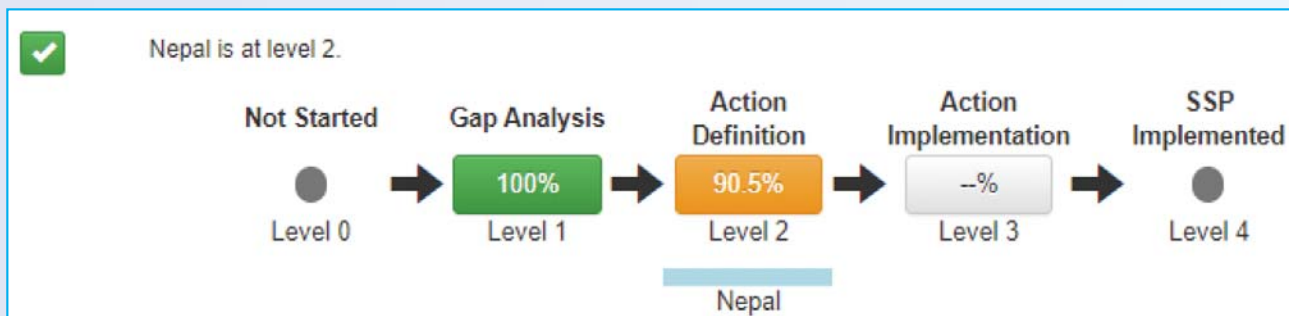 Nepal is at level 2.
Not Started
Gap Analysis
Action
Definition
Action
Implementation
SSP
Implemented
100%
90.5%
--%
Level 0
Level 1
Level 2
Level 3
Level 4
Nepal